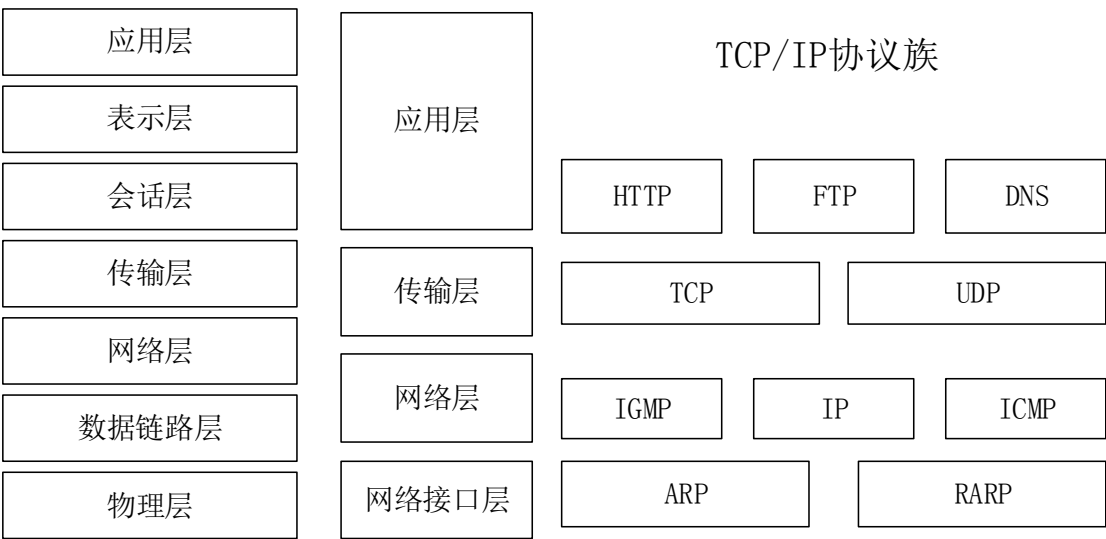 应用层
表示层
会话层
传输层
网络层
数据链路层
物理层
应用层
传输层
网络层
网络接口层
TCP/IP协议族
HTTP FTP DNS
TCP UDP
IGMP IP ICMP
ARP RARP